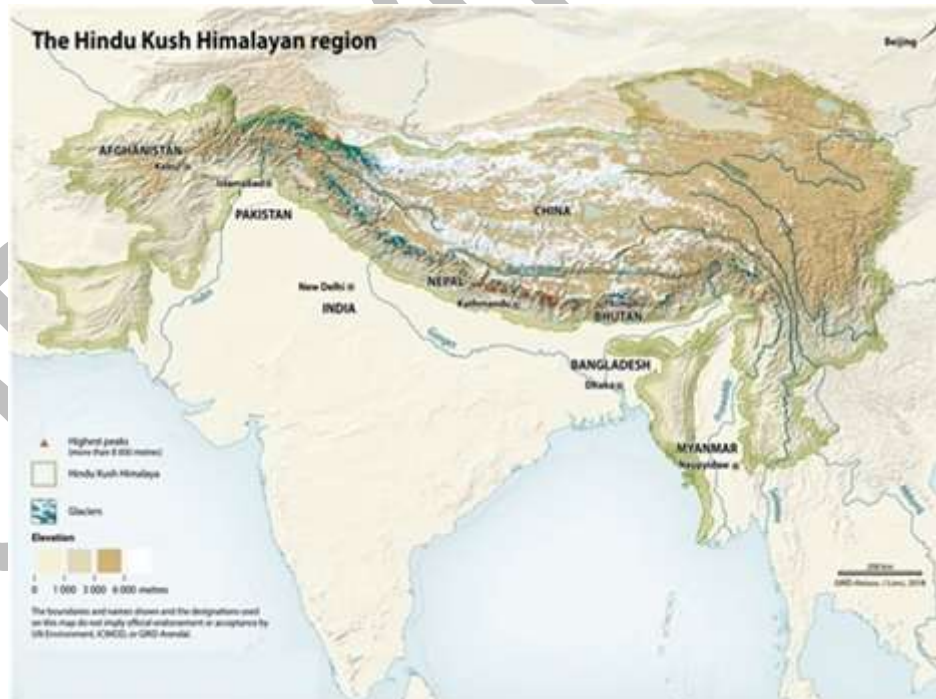 The Hindu Kush Himalayan region
Beijing
AFGHANISTAN
Kabul
Islamabad
PAKISTAN
CHINA
New Delhi
NEPAL
INDIA
Kathmandu
BHUTAN
Indus
Ganges
BANGLADESH
Dhaka
MYANMAR
Naypyidaw
Highest peaks
(more than 8 000 metres)
Hindu Kush Himalaya
Glaciers
Elevation
0 1 000 3 000 6 000 metres
The boundaries and names shown and the designations used
on this map do not imply official endorsement or acceptance by
UN Environment, ICIMOD, or GRID-Arendal.